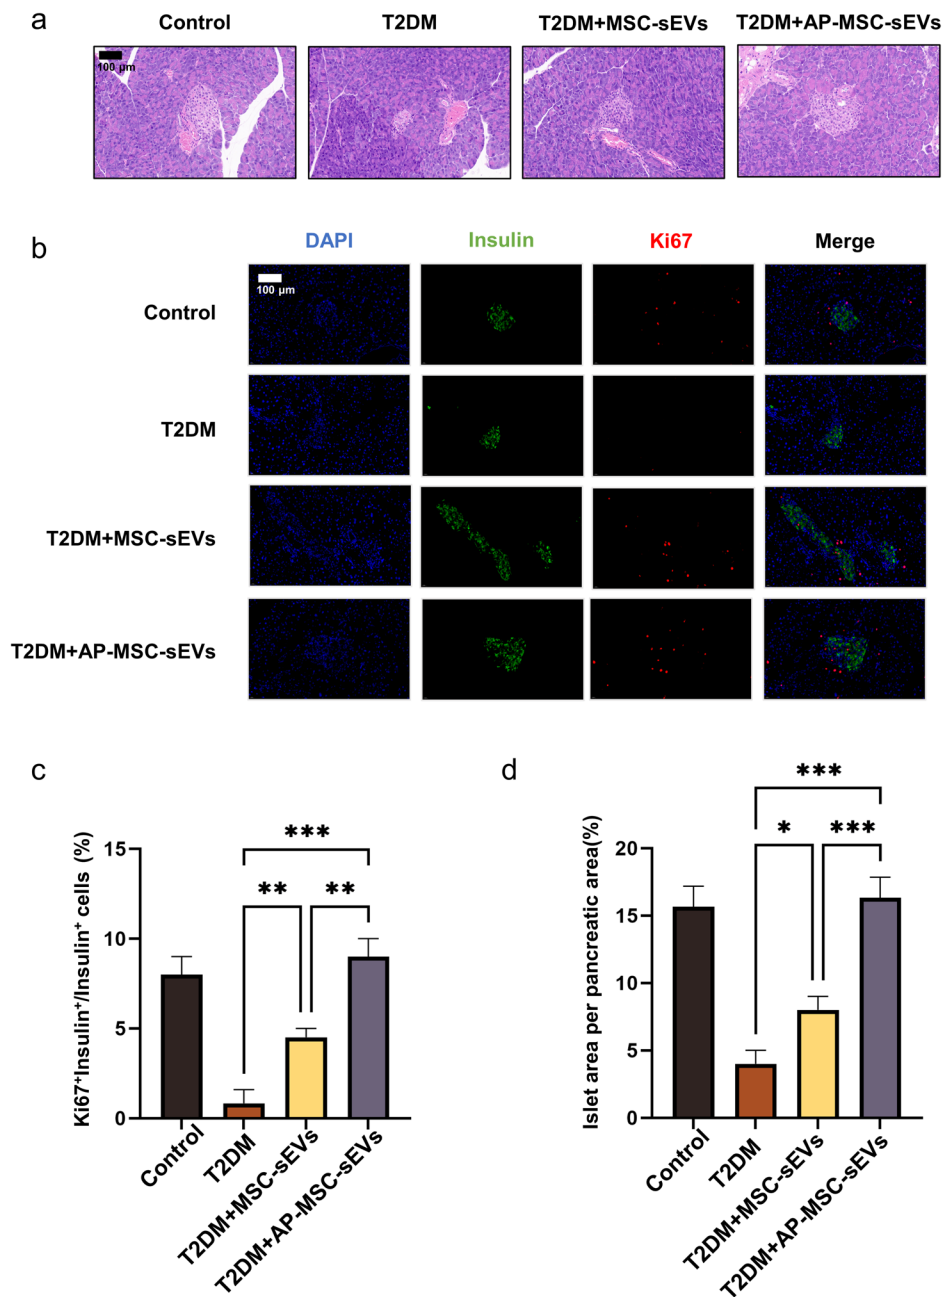 a
Control
T2DM
T2DM+MSC-sEVs
T2DM+AP-MSC-sEVs
100 µm
b
DAPI
Insulin
Ki67
Merge
100 µm
Control
T2DM
T2DM+MSC-sEVs
T2DM+AP-MSC-sEVs
c
Ki67⁺Insulin⁺/Insulin⁺ cells (%)
15
10
5
0
***
**
**
Control
T2DM
T2DM+MSC-sEVs
T2DM+AP-MSC-sEVs
d
Islet area per pancreatic area(%)
20
15
10
5
0
***
*
***
Control
T2DM
T2DM+MSC-sEVs
T2DM+AP-MSC-sEVs